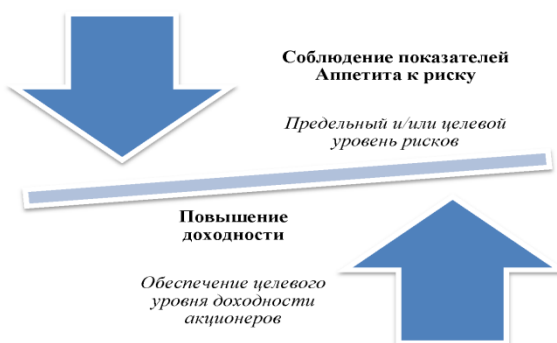 Соблюдение показателей
Аппетита к риску
Предельный и/или целевой
уровень рисков
Повышение
доходности
Обеспечение целевого
уровня доходности
акционеров